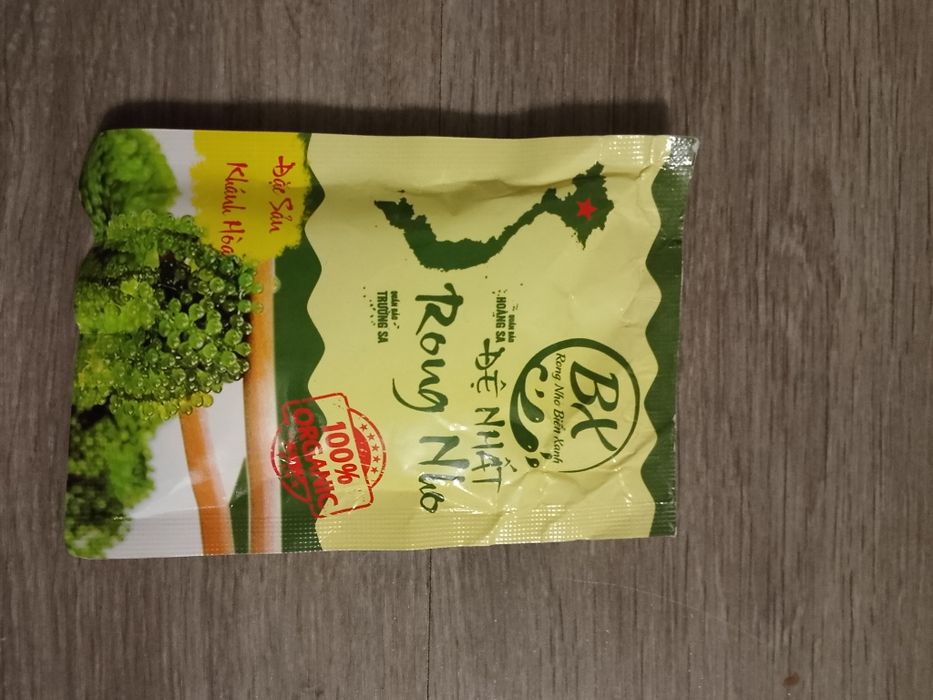 BX
Rong Nho Biển Xanh
ĐỆ NHẤT
Rong Nho
QUẦN ĐẢO
HOÀNG SA
QUẦN ĐẢO
TRƯỜNG SA
100%
ORGANIC
Đặc Sản
Khánh Hòa